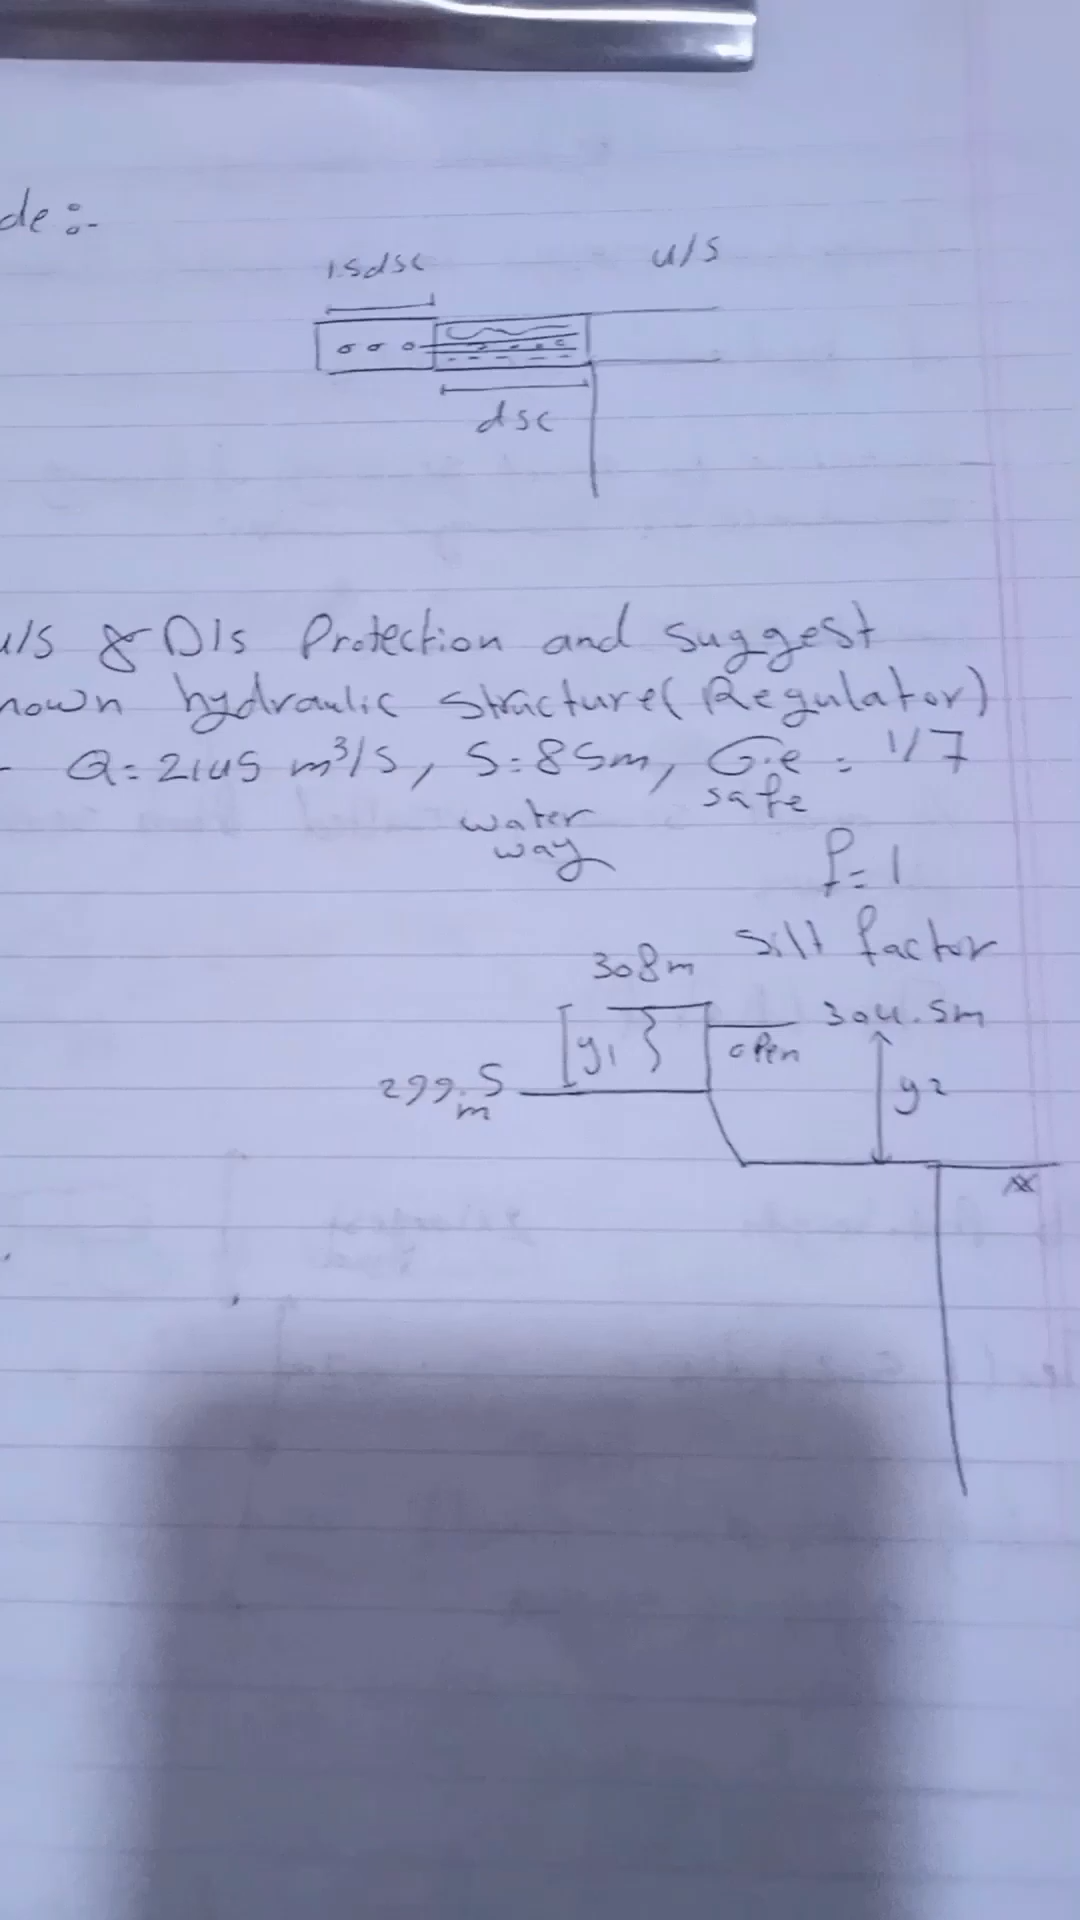 de :-
1.5dsc
u/s
dsc
u/s & D/s Protection and suggest
nown hydraulic structure (Regulator)
- Q = 2145 m³/s, S = 85m, G.e = 1/7
water way
safe
f = 1
silt factor
308m
304.5m
y1
open
299.5 m
y2